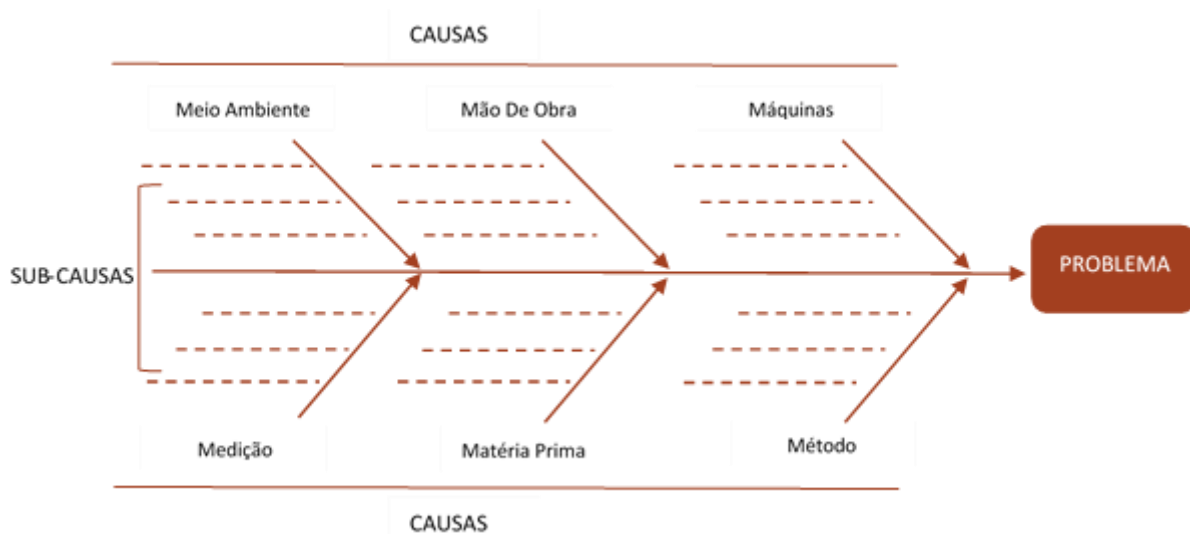 CAUSAS
Meio Ambiente
Mão De Obra
Máquinas
SUB-CAUSAS
PROBLEMA
Medição
Matéria Prima
Método
CAUSAS